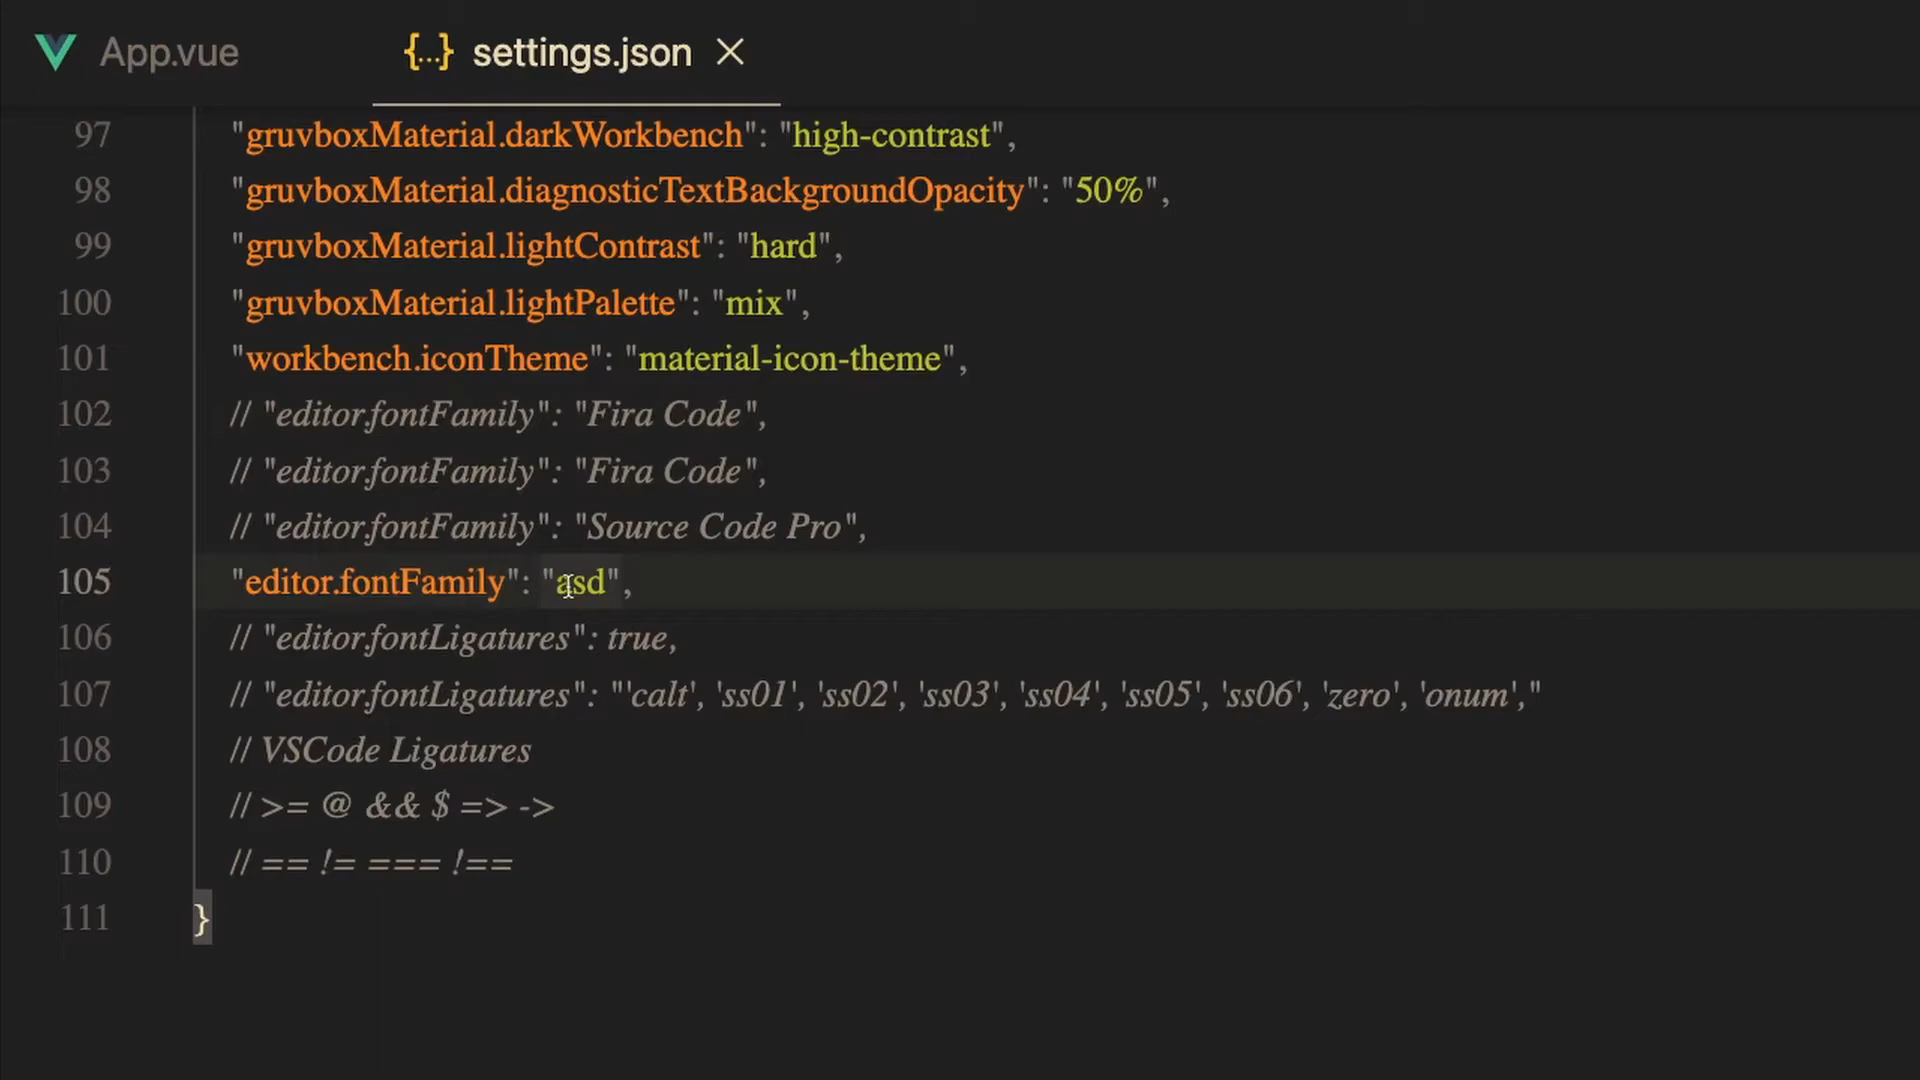 App.vue
{...} settings.json
97 "gruvboxMaterial.darkWorkbench": "high-contrast",
98 "gruvboxMaterial.diagnosticTextBackgroundOpacity": "50%",
99 "gruvboxMaterial.lightContrast": "hard",
100 "gruvboxMaterial.lightPalette": "mix",
101 "workbench.iconTheme": "material-icon-theme",
102 // "editor.fontFamily": "Fira Code",
103 // "editor.fontFamily": "Fira Code",
104 // "editor.fontFamily": "Source Code Pro",
105 "editor.fontFamily": "asd",
106 // "editor.fontLigatures": true,
107 // "editor.fontLigatures": "'calt', 'ss01', 'ss02', 'ss03', 'ss04', 'ss05', 'ss06', 'zero', 'onum',"
108 // VSCode Ligatures
109 // >= @ && $ => ->
110 // == != === !==
111 }